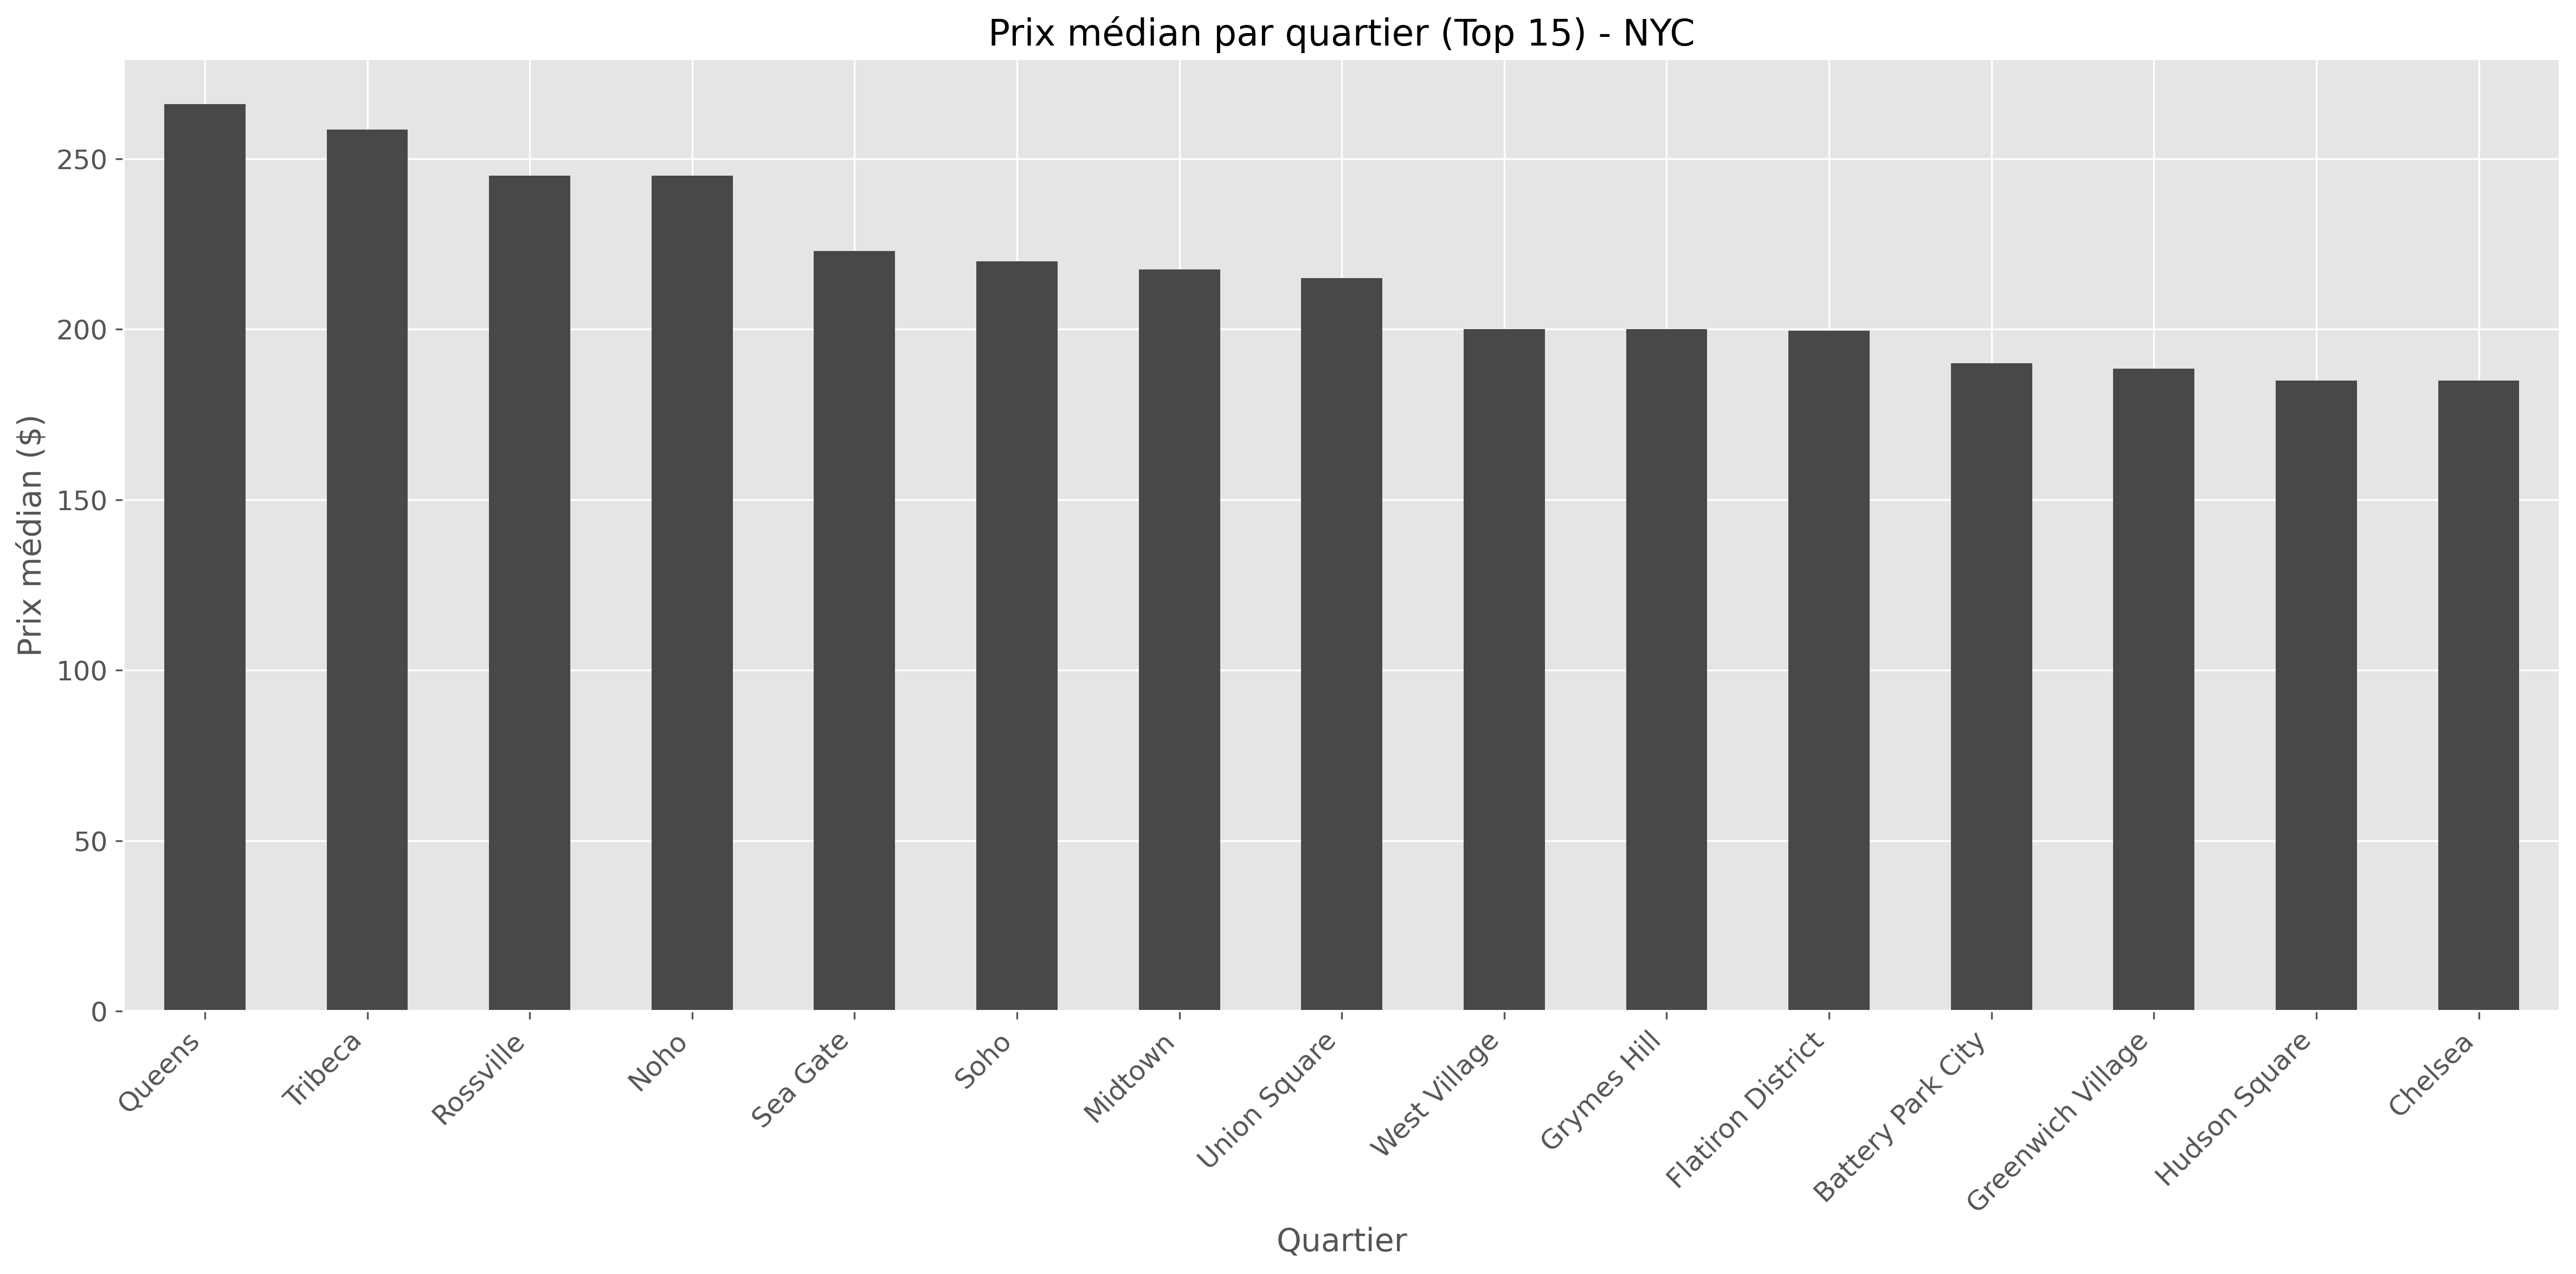 Prix médian par quartier (Top 15) - NYC
Prix médian ($)
250
200
150
100
50
0
Queens
Tribeca
Rossville
Noho
Sea Gate
Soho
Midtown
Union Square
West Village
Grymes Hill
Flatiron District
Battery Park City
Greenwich Village
Hudson Square
Chelsea
Quartier